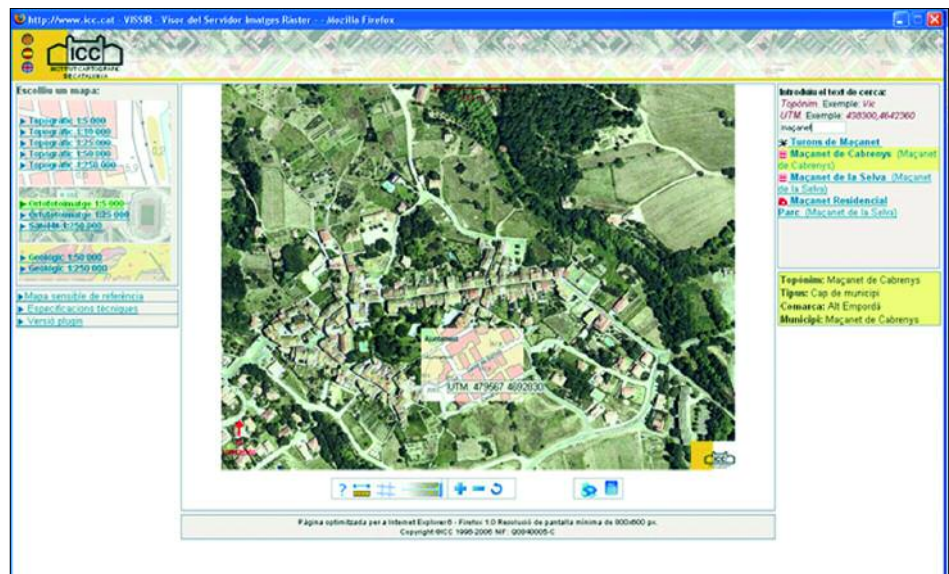 http://www.icc.cat - VISSIR - Visor del Servidor Imatges Ràster - - Mozilla Firefox
ICC
INSTITUT CARTOGRÀFIC
DE CATALUNYA
Escolliu un mapa:
Topogràfic 1:5 000
Topogràfic 1:10 000
Topogràfic 1:25 000
Topogràfic 1:50 000
Topogràfic 1:250 000
Ortofotoimatge 1:5 000
Ortofotoimatge 1:25 000
Satèl·lit 1:250 000
Geològic 1:50 000
Geològic 1:250 000
Mapa sensible de referència
Especificacions tècniques
Versió plugin
Ajuntament
UTM: 479567 4692830
ICC
Introduïu el text de cerca:
Topònim. Exemple: Vic
UTM. Exemple: 438300,4642360
maçanet
Turons de Maçanet
Maçanet de Cabrenys (Maçanet
de Cabrenys)
Maçanet de la Selva (Maçanet
de la Selva)
Maçanet Residencial
Parc (Maçanet de la Selva)
Topònim: Maçanet de Cabrenys
Tipus: Cap de municipi
Comarca: Alt Empordà
Municipi: Maçanet de Cabrenys
?
Pàgina optimitzada per a Internet Explorer 6 - Firefox 1.0 Resolució de pantalla mínima de 800x600 px.
Copyright ©ICC 1996-2006 NIF: Q0840005-C